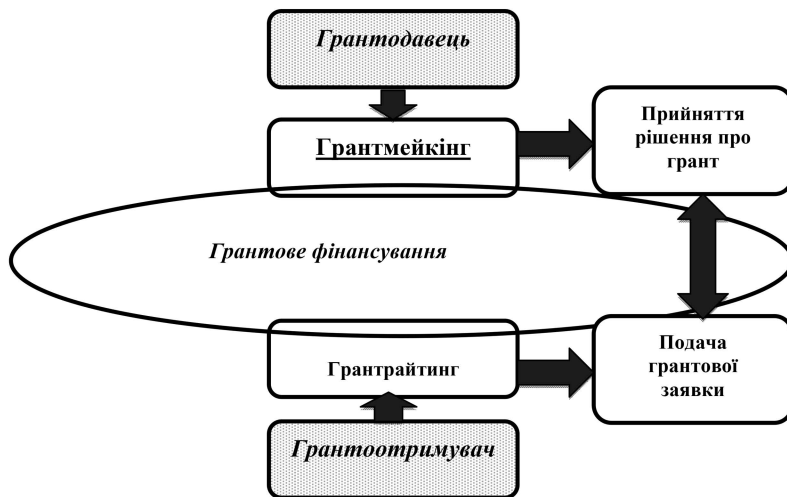 Грантодавець
Грантмейкінг
Прийняття
рішення про
грант
Грантове фінансування
Грантрайтинг
Подача
грантової
заявки
Грантоотримувач